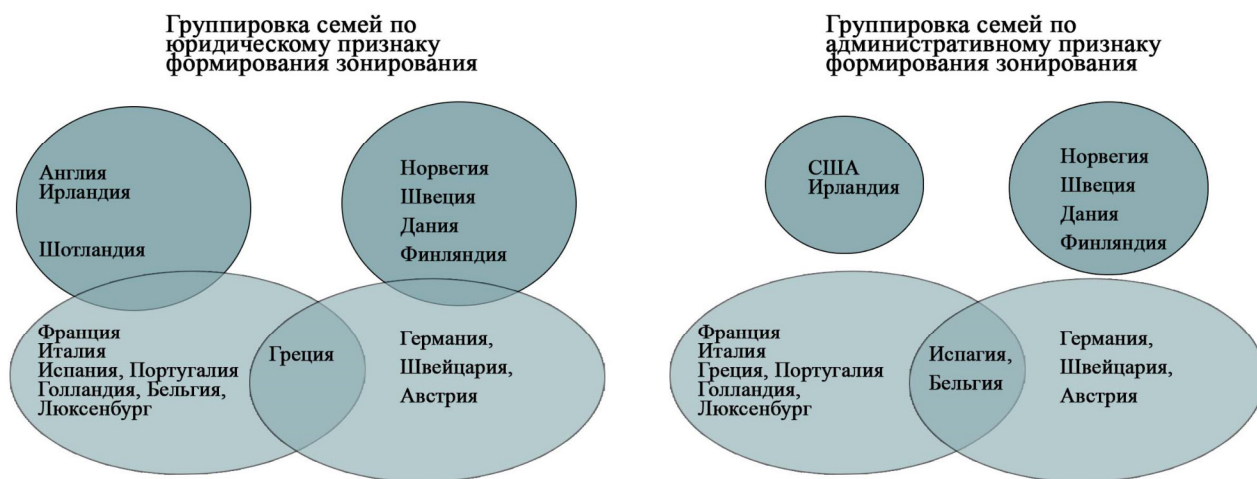 Группировка семей по
юридическому признаку
формирования зонирования
Англия
Ирландия
Шотландия
Норвегия
Швеция
Дания
Финляндия
Франция
Италия
Испания, Португалия
Голландия, Бельгия,
Люксенбург
Греция
Германия,
Швейцария,
Австрия
Группировка семей по
административному признаку
формирования зонирования
США
Ирландия
Норвегия
Швеция
Дания
Финляндия
Франция
Италия
Греция, Португалия
Голландия,
Люксенбург
Испагия,
Бельгия
Германия,
Швейцария,
Австрия